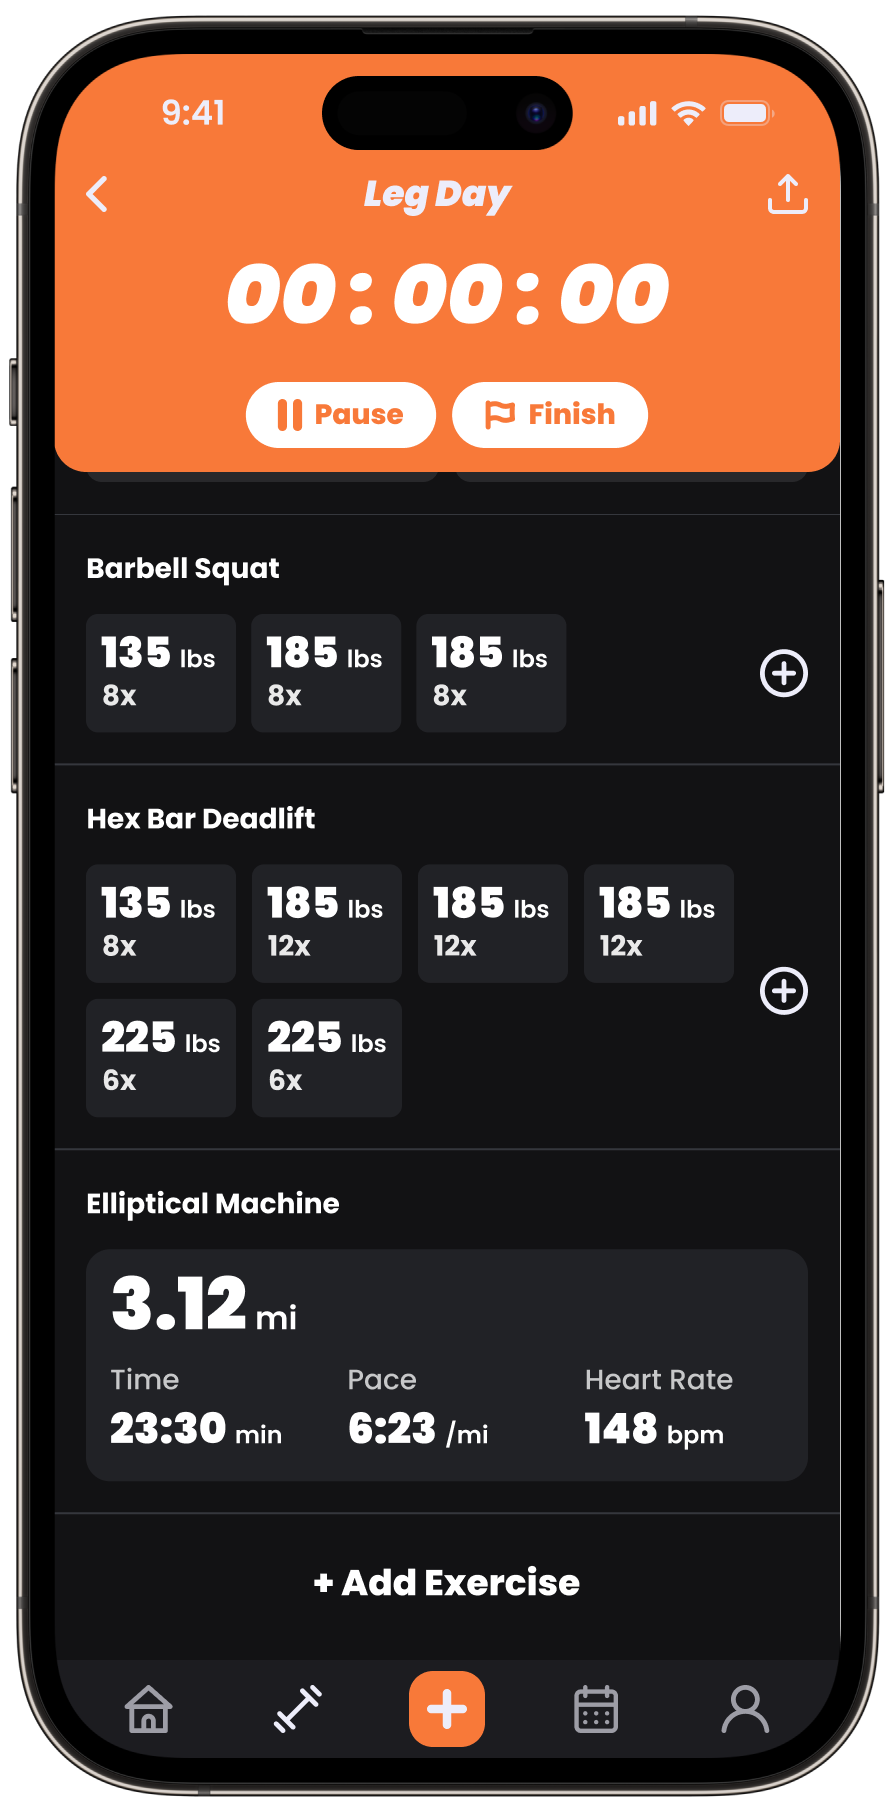 9:41
Leg Day
00:00:00
Pause Finish
Barbell Squat
135 lbs 185 lbs 185 lbs
8x 8x 8x
Hex Bar Deadlift
135 lbs 185 lbs 185 lbs 185 lbs
8x 12x 12x 12x
225 lbs 225 lbs
6x 6x
Elliptical Machine
3.12 mi
Time Pace Heart Rate
23:30 min 6:23 /mi 148 bpm
+ Add Exercise